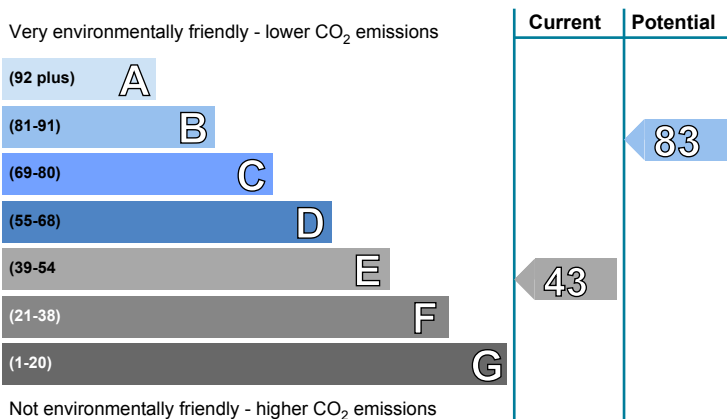 Very environmentally friendly - lower CO₂ emissions
Current
Potential
(92 plus) A
(81-91) B
83
(69-80) C
(55-68) D
(39-54 E
43
(21-38) F
(1-20) G
Not environmentally friendly - higher CO₂ emissions